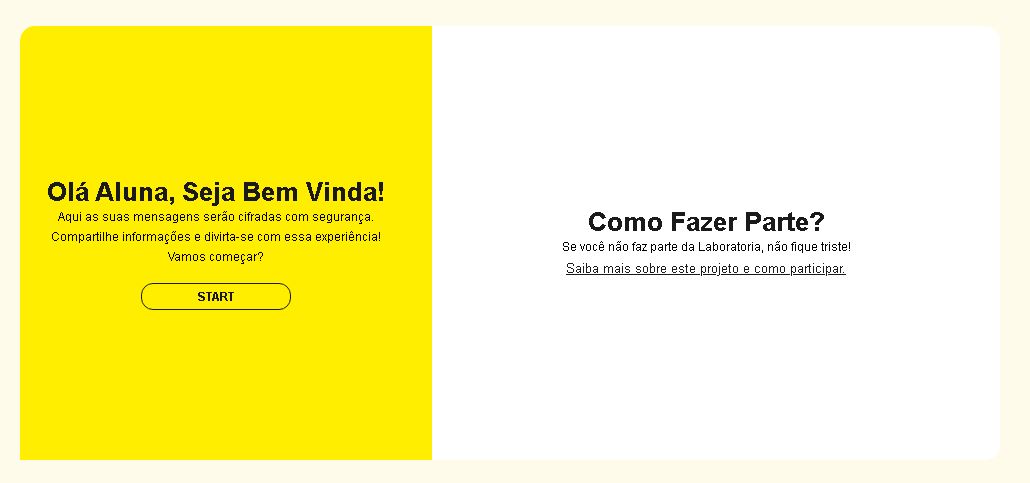 Olá Aluna, Seja Bem Vinda!
Aqui as suas mensagens serão cifradas com segurança.
Compartilhe informações e divirta-se com essa experiência!
Vamos começar?
START
Como Fazer Parte?
Se você não faz parte da Laboratoria, não fique triste!
Saiba mais sobre este projeto e como participar.